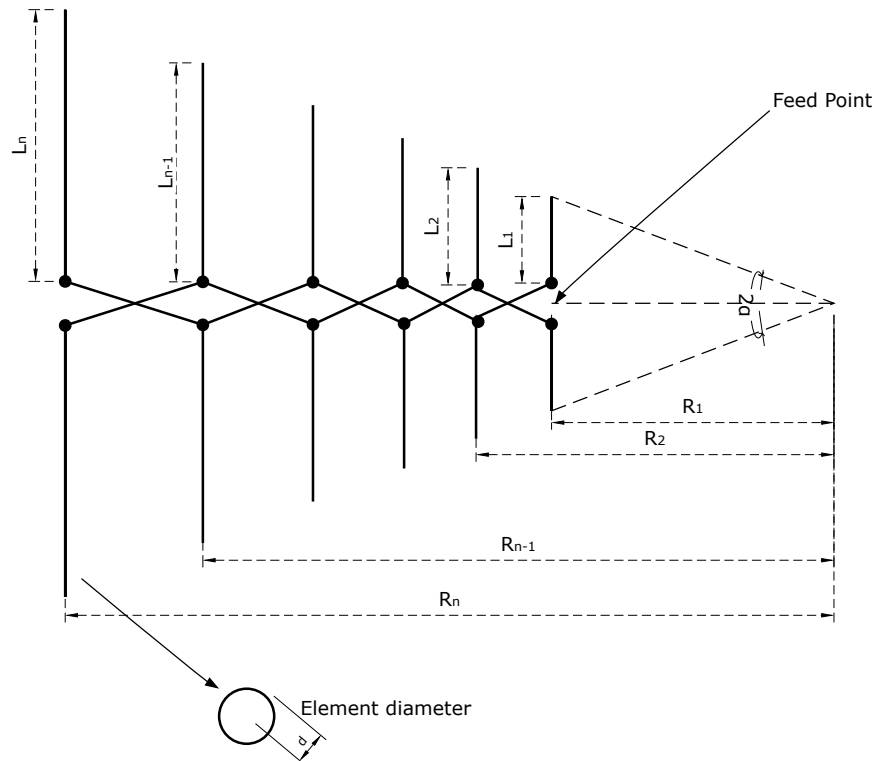 Feed Point
Ln
Ln-1
L2
L1
2α
R1
R2
Rn-1
Rn
Element diameter
d